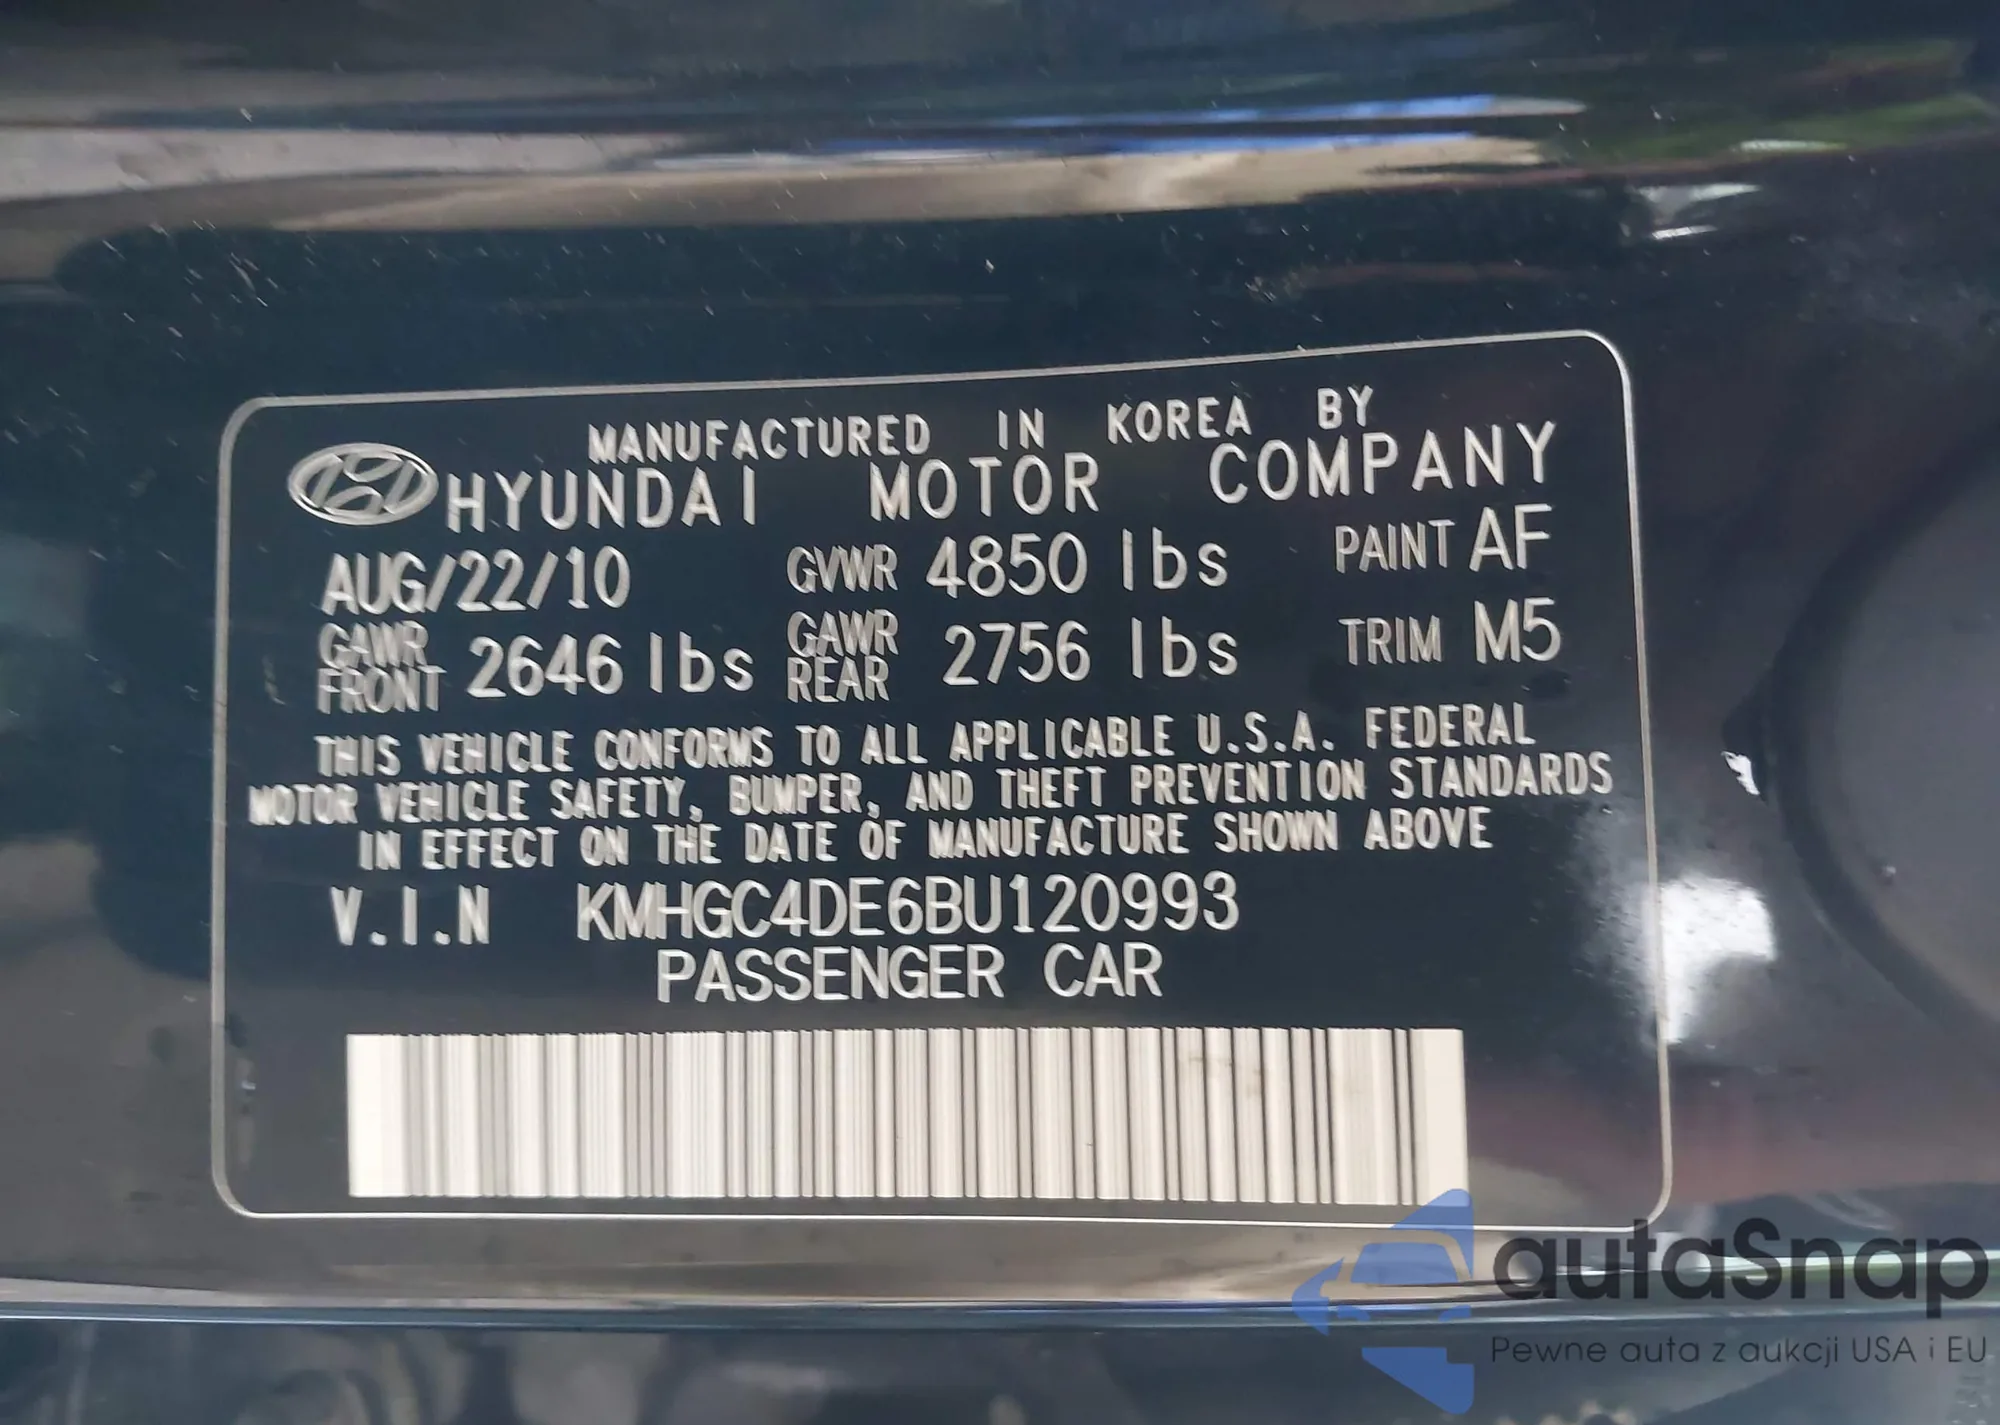 MANUFACTURED IN KOREA BY
HYUNDAI MOTOR COMPANY
AUG/22/10 GVWR 4850 lbs PAINT AF
GAWR FRONT 2646 lbs GAWR REAR 2756 lbs TRIM M5
THIS VEHICLE CONFORMS TO ALL APPLICABLE U.S.A. FEDERAL
MOTOR VEHICLE SAFETY, BUMPER, AND THEFT PREVENTION STANDARDS
IN EFFECT ON THE DATE OF MANUFACTURE SHOWN ABOVE
V.I.N KMHGC4DE6BU120993
PASSENGER CAR
autaSnap
Pewne auta z aukcji USA i EU